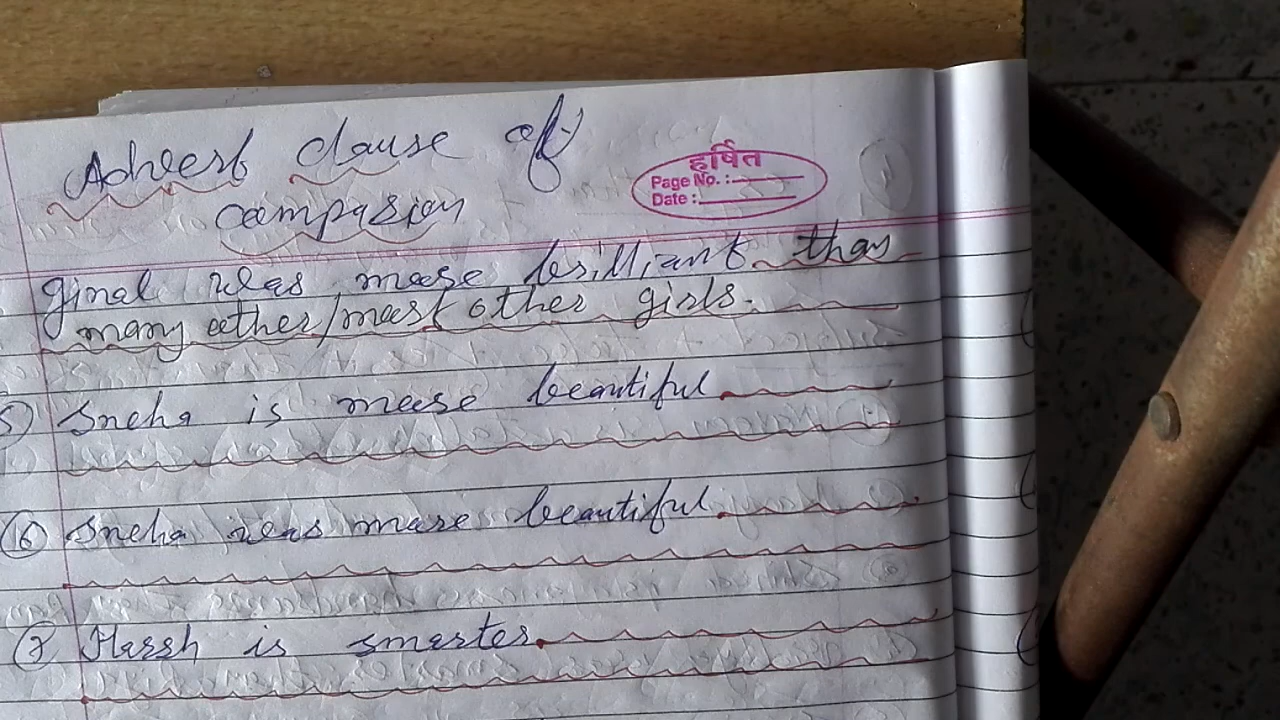 Adverb clause of
comparsion
हर्षित
Page No. :
Date :
Ginal was more brilliant than
many other/most other girls.
5) Sneha is more beautiful
6) Sneha was more beautiful
7) Harsh is smarter